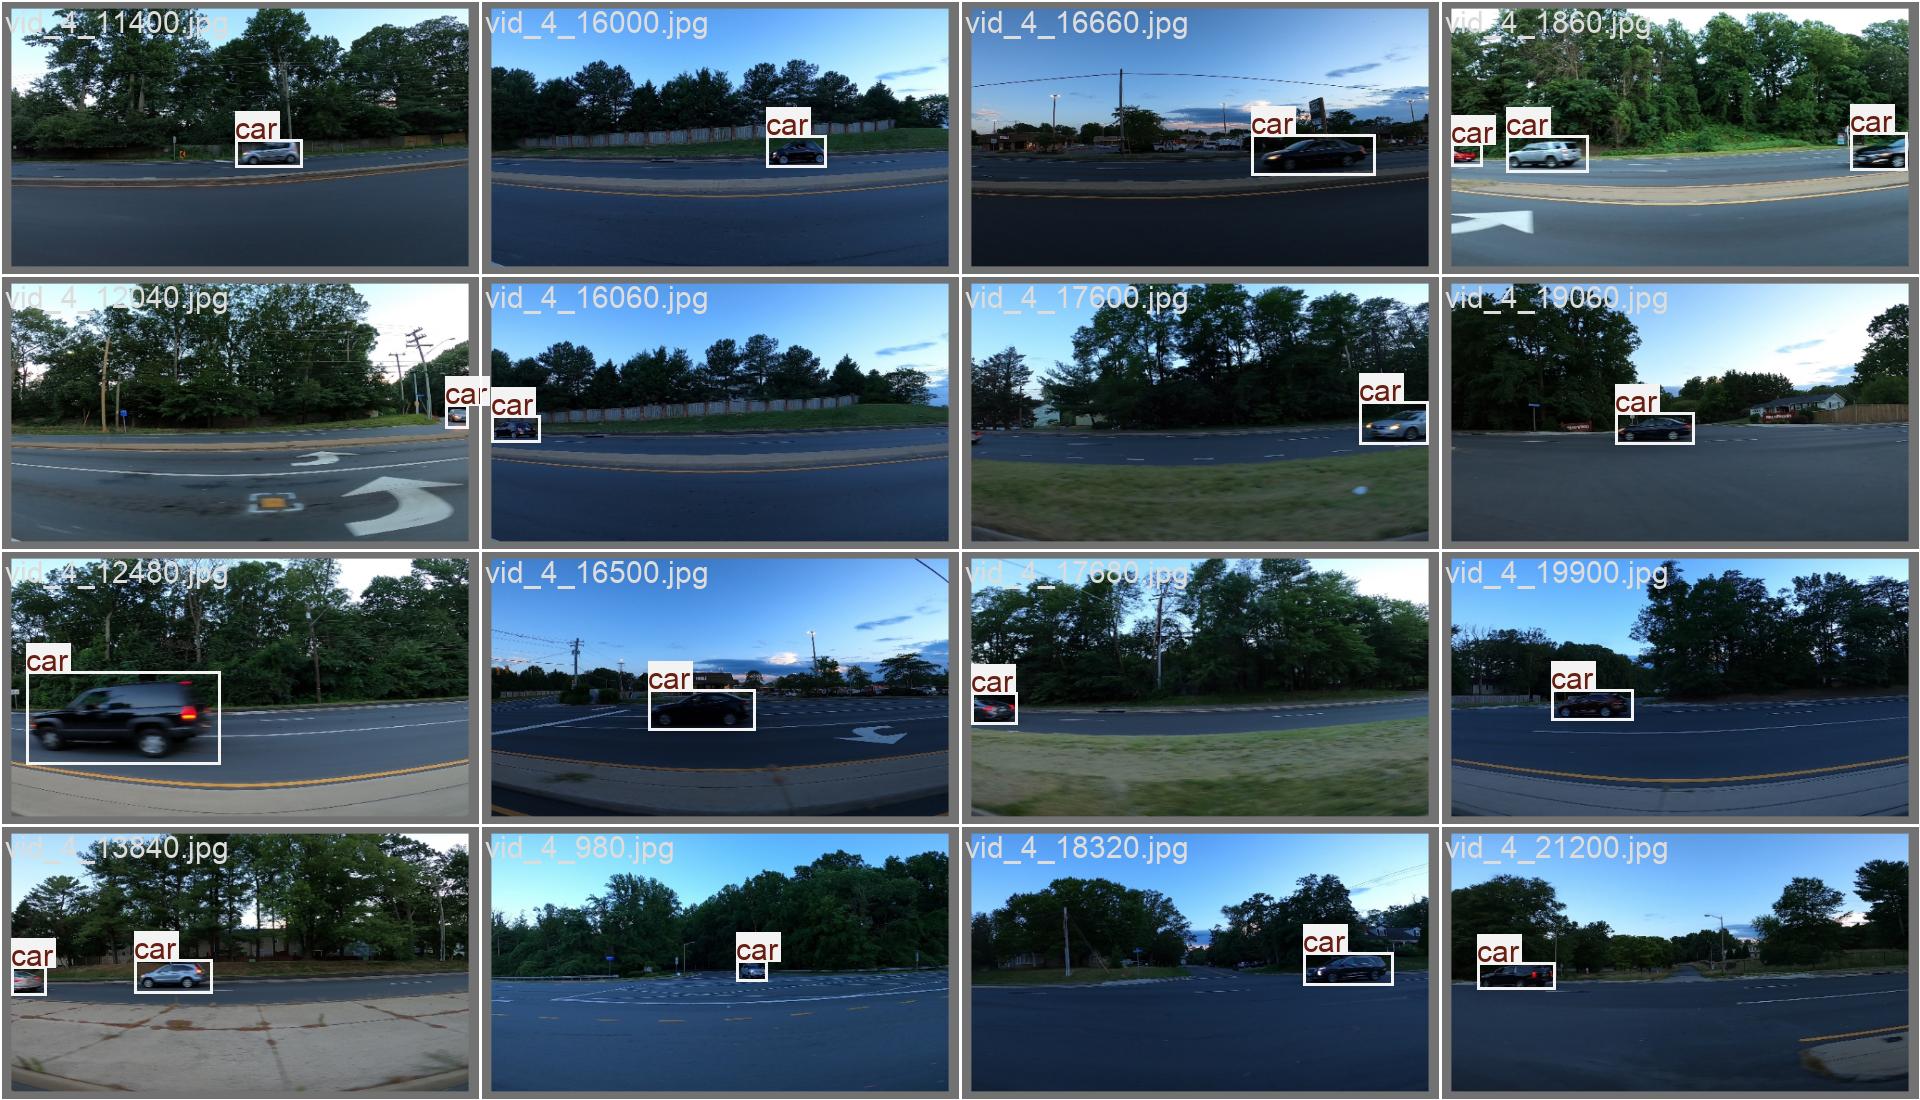 vid_4_11400.jpg
car
vid_4_16000.jpg
car
vid_4_16660.jpg
car
vid_4_1860.jpg
car
car
car
vid_4_12040.jpg
car
vid_4_16060.jpg
car
vid_4_17600.jpg
car
vid_4_19060.jpg
car
vid_4_12480.jpg
car
vid_4_16500.jpg
car
vid_4_17680.jpg
car
vid_4_19900.jpg
car
vid_4_13840.jpg
car
car
vid_4_980.jpg
car
vid_4_18320.jpg
car
vid_4_21200.jpg
car